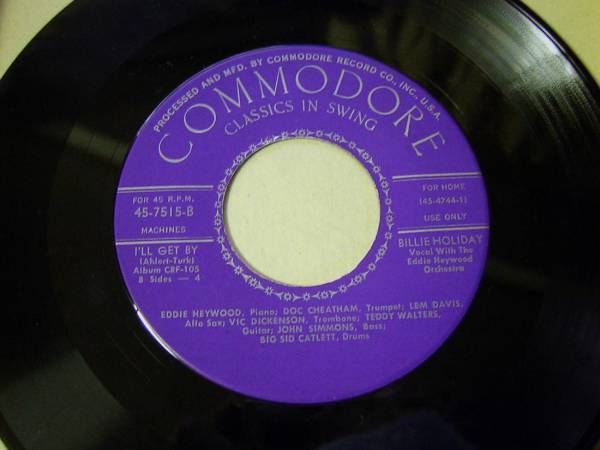 PROCESSED AND MFD. BY COMMODORE RECORD CO., INC., U.S.A.
COMMODORE
CLASSICS IN SWING
FOR 45 R.P.M.
45-7515-B
MACHINES
FOR HOME
(45-4744-1)
USE ONLY
I'LL GET BY
(Ahlert-Turk)
Album CRF-105
8 Sides — 4
BILLIE HOLIDAY
Vocal With The
Eddie Heywood
Orchestra
EDDIE HEYWOOD, Piano; DOC CHEATHAM, Trumpet; LEM DAVIS,
Alto Sax; VIC DICKENSON, Trombone; TEDDY WALTERS,
Guitar; JOHN SIMMONS, Bass;
BIG SID CATLETT, Drums